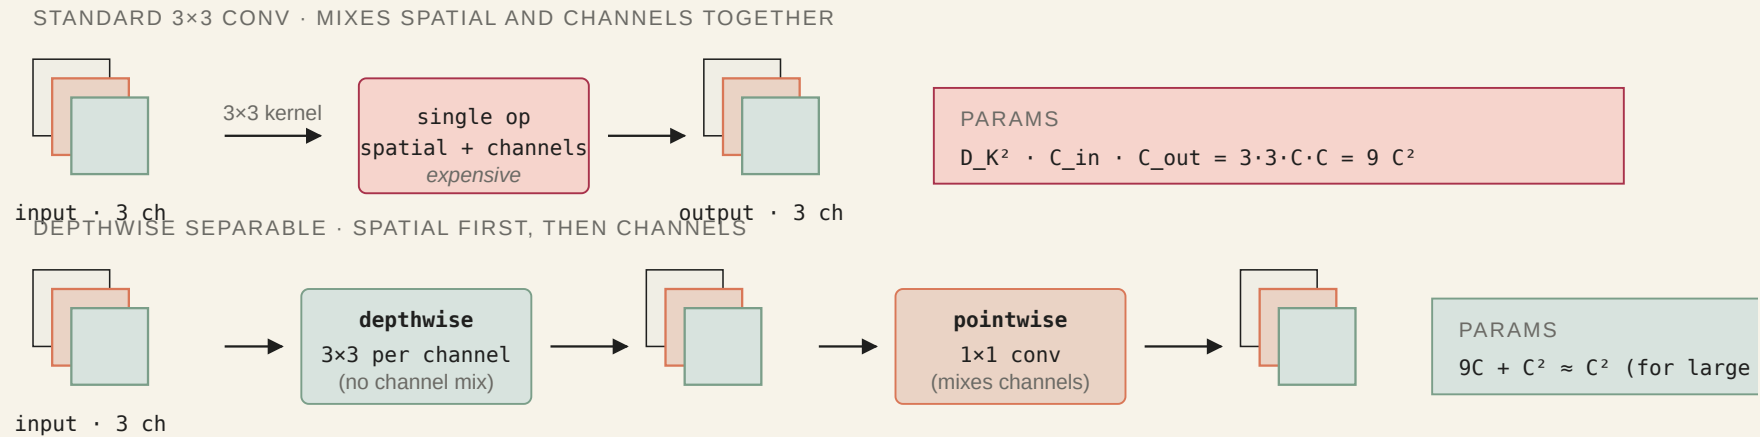 STANDARD 3×3 CONV · MIXES SPATIAL AND CHANNELS TOGETHER
3×3 kernel
single op
spatial + channels
expensive
PARAMS
D_K² · C_in · C_out = 3·3·C·C = 9 C²
input · 3 ch
output · 3 ch
DEPTHWISE SEPARABLE · SPATIAL FIRST, THEN CHANNELS
depthwise
3×3 per channel
(no channel mix)
pointwise
1×1 conv
(mixes channels)
PARAMS
9C + C² ≈ C² (for large
input · 3 ch